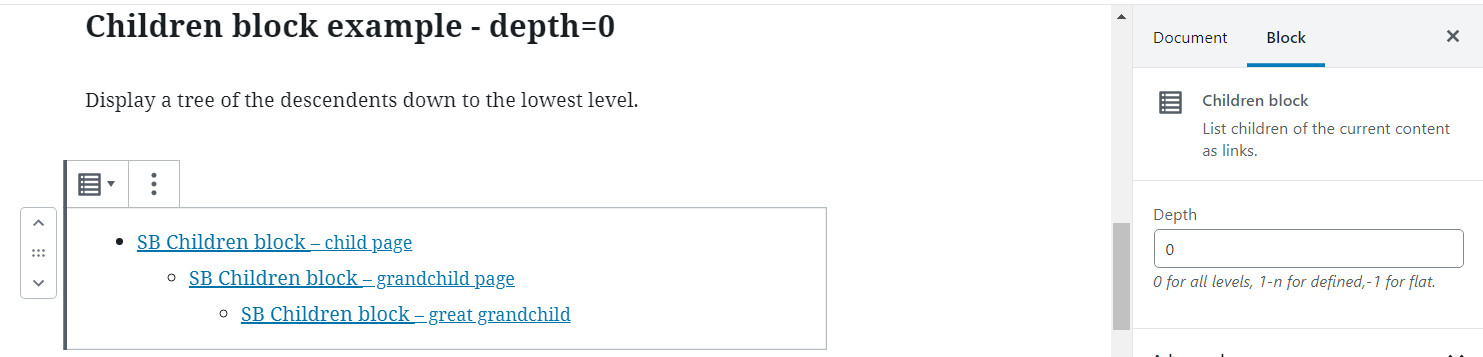 Children block example - depth=0
Display a tree of the descendents down to the lowest level.
SB Children block – child page
SB Children block – grandchild page
SB Children block – great grandchild
Document Block
Children block
List children of the current content
as links.
Depth
0
0 for all levels, 1-n for defined,-1 for flat.